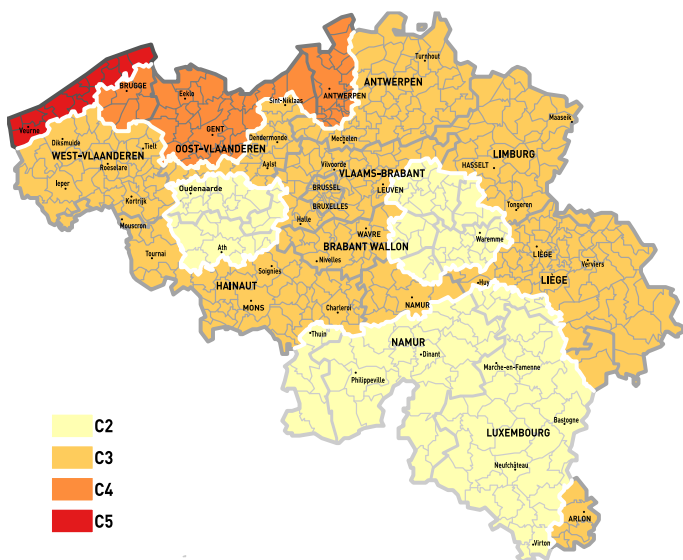 Turnhout
ANTWERPEN
BRUGGE
Eeklo
ANTWERPEN
Sint-Niklaas
Maaseik
Veurne
GENT
Diksmuide
Tielt
OOST-VLAANDEREN
Dendermonde
Mechelen
WEST-VLAANDEREN
Roeselare
Aalst
Vilvoorde
VLAAMS-BRABANT
HASSELT
LIMBURG
Ieper
Oudenaarde
BRUSSEL
LEUVEN
Kortrijk
BRUXELLES
Tongeren
Mouscron
Halle
WAVRE
Waremme
Ath
BRABANT WALLON
LIÈGE
Tournai
Nivelles
Verviers
Soignies
HAINAUT
Huy
LIÈGE
MONS
Charleroi
NAMUR
Thuin
NAMUR
Dinant
Marche-en-Famenne
Philippeville
Bastogne
LUXEMBOURG
Neufchâteau
ARLON
Virton
C2
C3
C4
C5